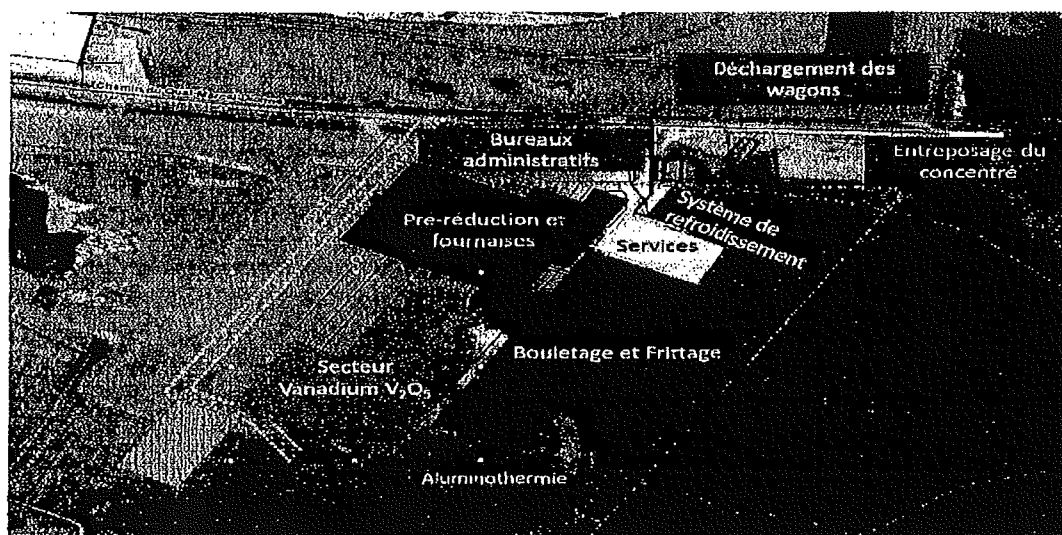 Déchargement des
wagons
Bureaux
administratifs
Entreposage du
concentré
Pré-réduction et
fournaises
Système de
refroidissement
Services
Bouletage et Frittage
Secteur
Vanadium V₂O₅
Aluminothermie